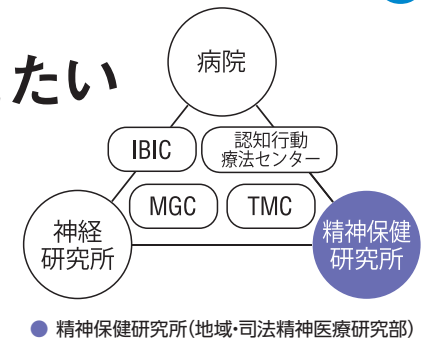 病院
たい
IBIC
認知行動
療法センター
MGC
TMC
神経
研究所
精神保健
研究所
精神保健研究所(地域・司法精神医療研究部)